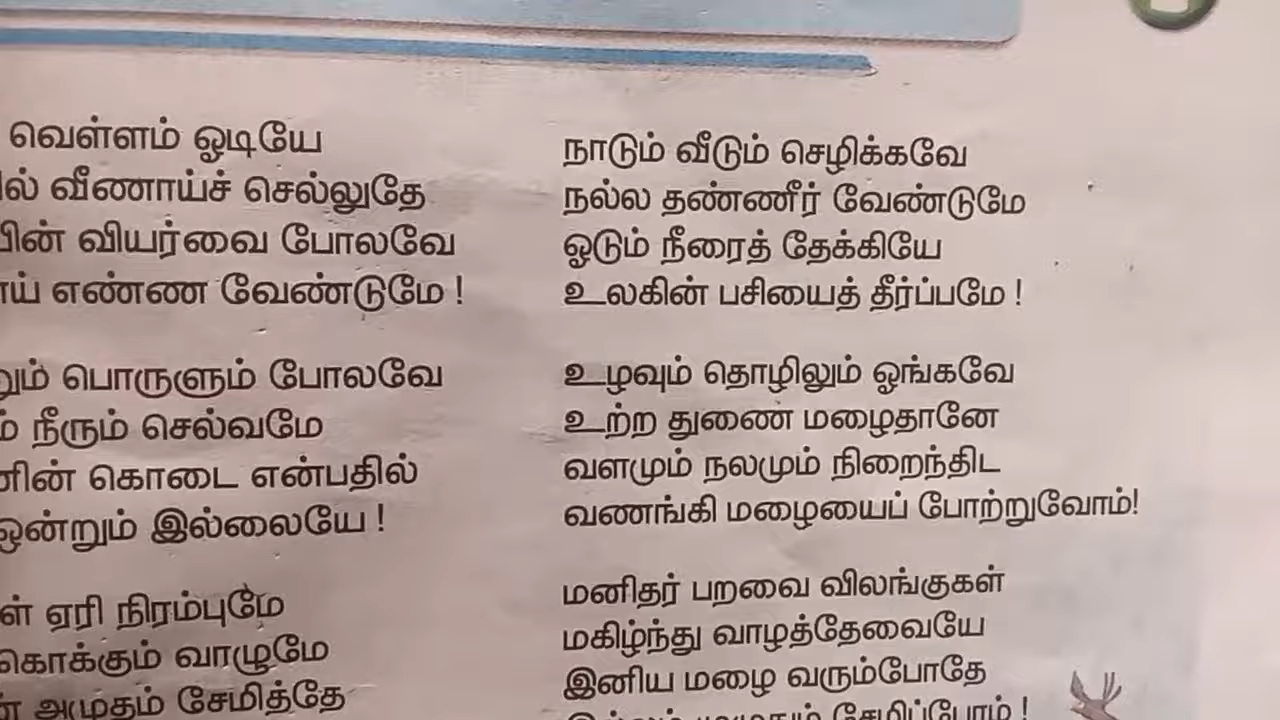 வெள்ளம் ஓடியே
வீணாய்ச் செல்லுதே
வியர்வை போலவே
எண்ண வேண்டுமே !
பொருளும் போலவே
நீரும் செல்வமே
கொடை என்பதில்
ஒன்றும் இல்லையே !
ஏரி நிரம்புமே
கொக்கும் வாழுமே
அமுதம் சேமித்தே
நாடும் வீடும் செழிக்கவே
நல்ல தண்ணீர் வேண்டுமே
ஓடும் நீரைத் தேக்கியே
உலகின் பசியைத் தீர்ப்பமே !
உழவும் தொழிலும் ஓங்கவே
உற்ற துணை மழைதானே
வளமும் நலமும் நிறைந்திட
வணங்கி மழையைப் போற்றுவோம்!
மனிதர் பறவை விலங்குகள்
மகிழ்ந்து வாழத்தேவையே
இனிய மழை வரும்போதே
சேமிப்போம் !